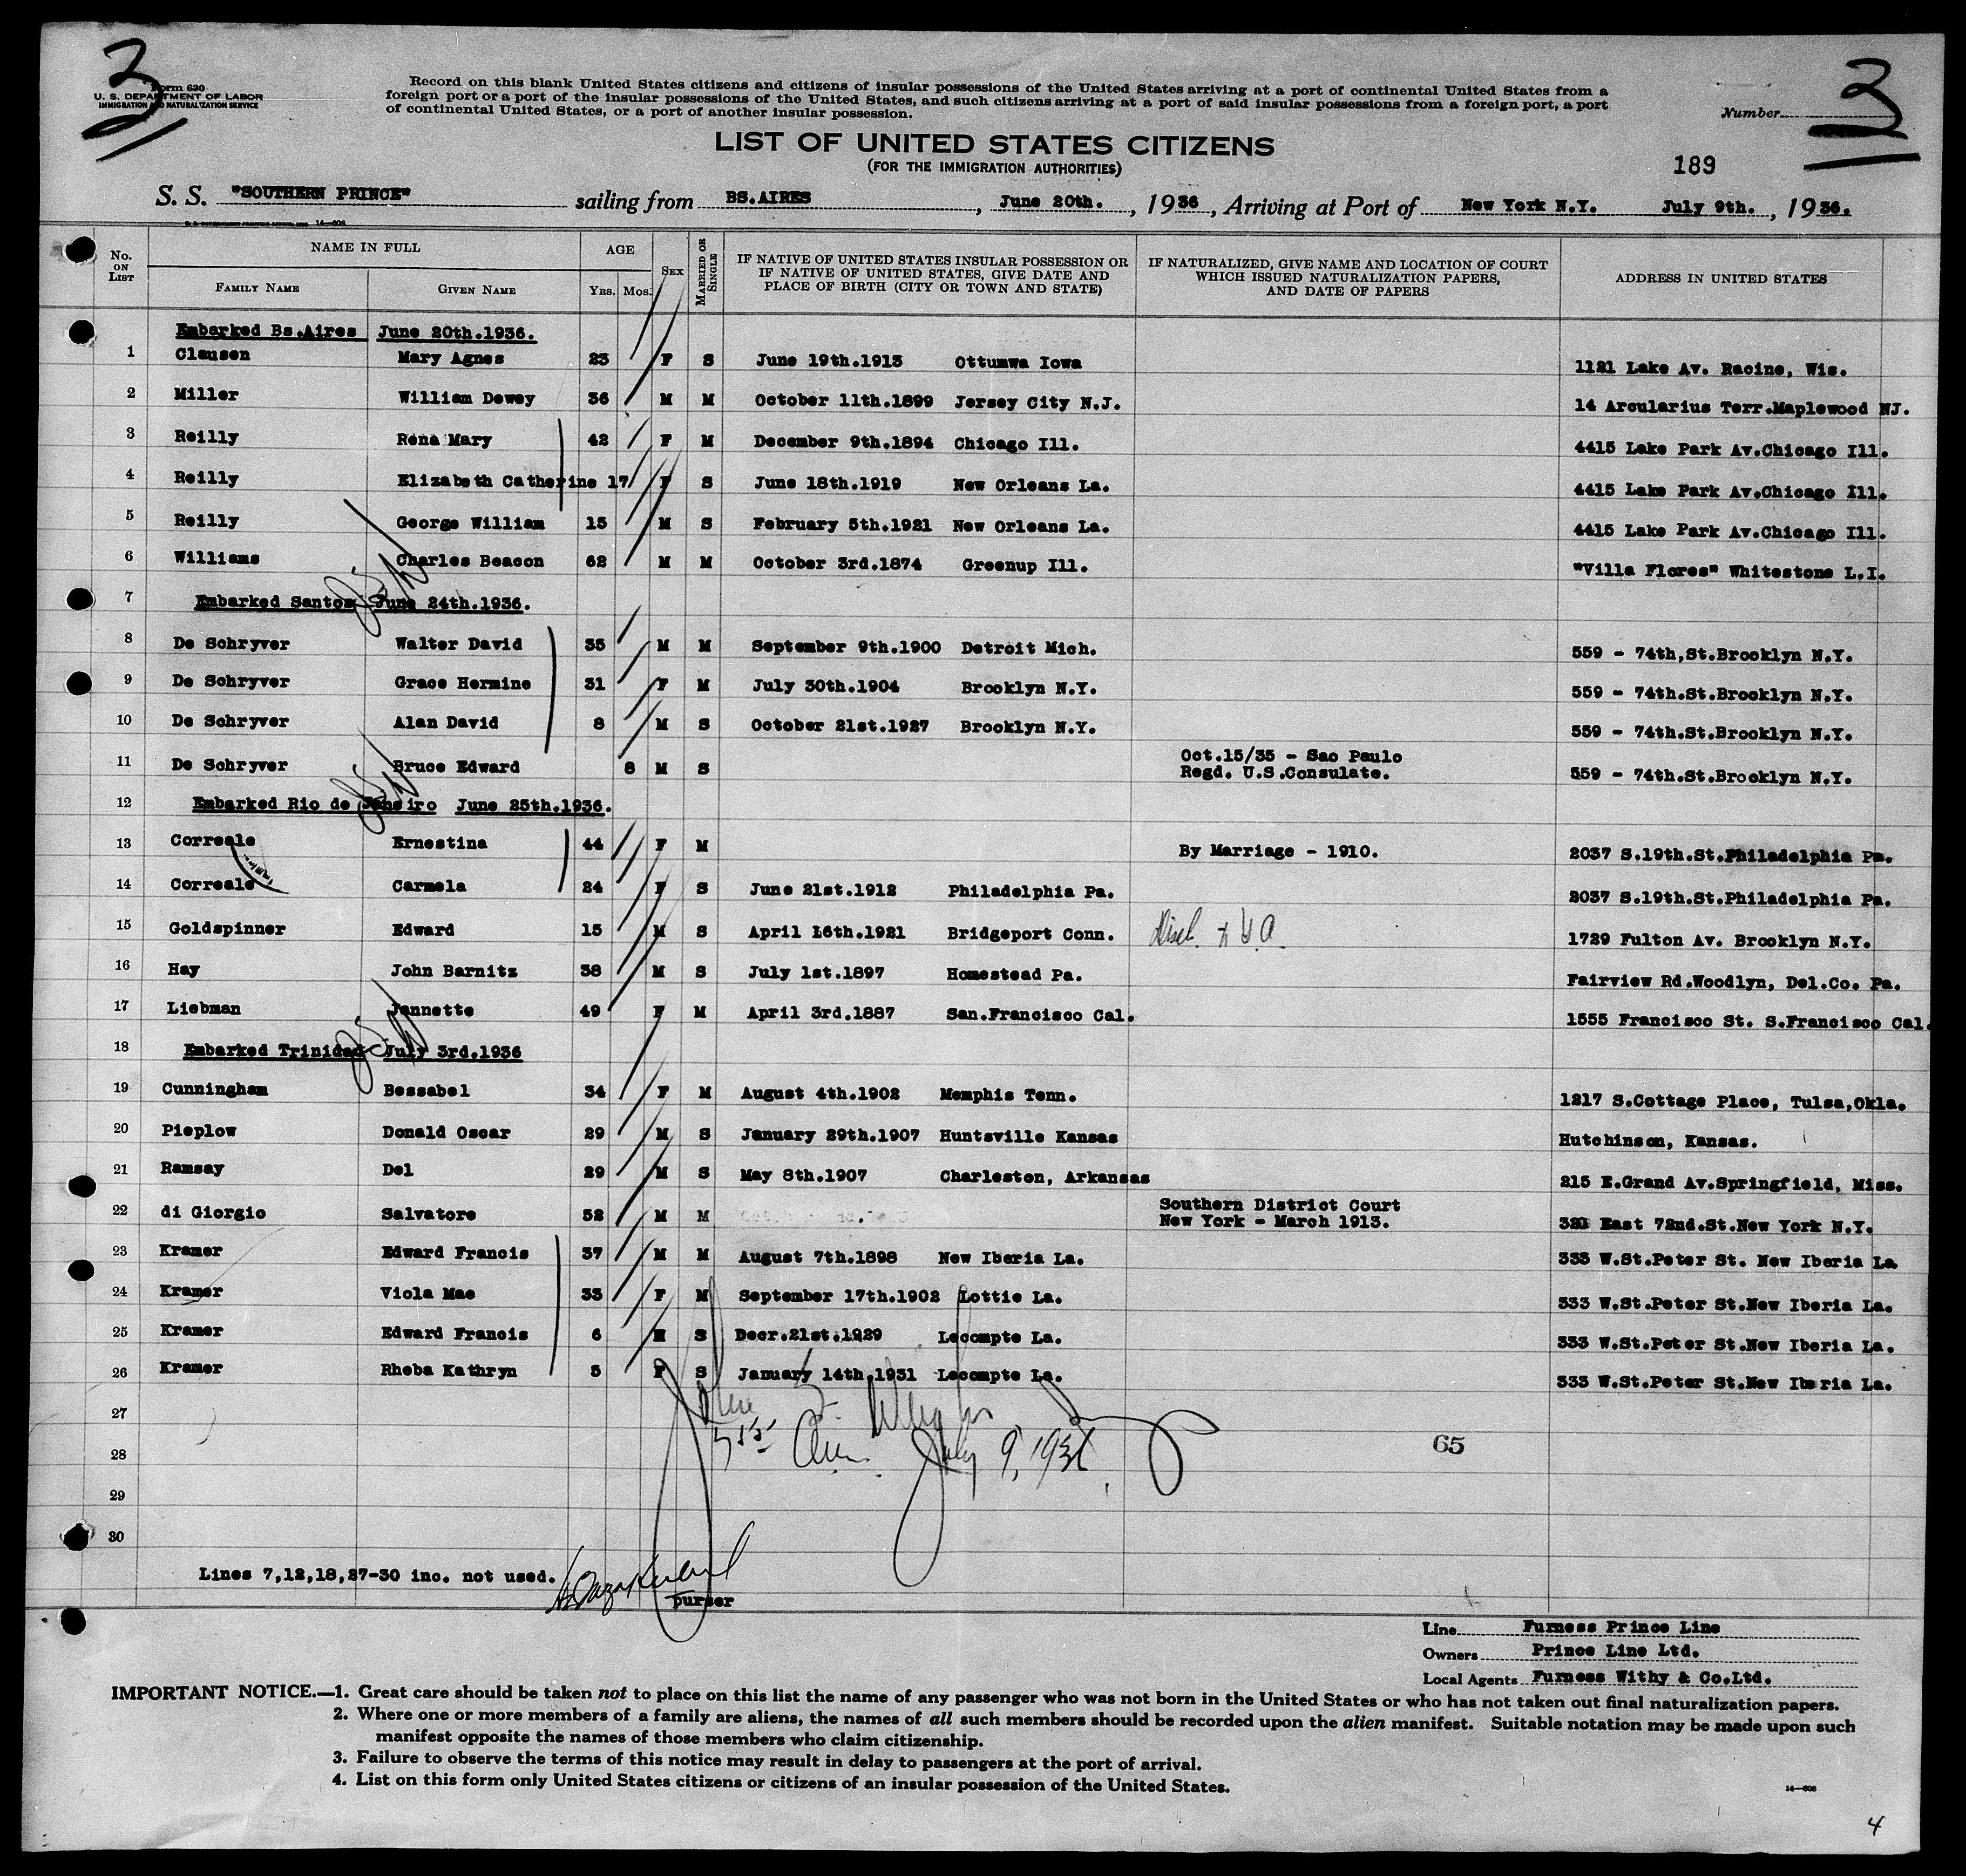 3
3
Form 630
U. S. DEPARTMENT OF LABOR
IMMIGRATION AND NATURALIZATION SERVICE
Record on this blank United States citizens and citizens of insular possessions of the United States arriving at a port of continental United States from a
foreign port or a port of the insular possessions of the United States, and such citizens arriving at a port of said insular possessions from a foreign port, a port
of continental United States, or a port of another insular possession.
Number
LIST OF UNITED STATES CITIZENS
(FOR THE IMMIGRATION AUTHORITIES)
189
S. S. "SOUTHERN PRINCE" sailing from BS.AIRES, June 20th., 1936, Arriving at Port of New York N.Y. July 9th., 1936.
No. ON LIST NAME IN FULL FAMILY NAME GIVEN NAME AGE YRS. MOS. SEX MARRIED OR SINGLE IF NATIVE OF UNITED STATES INSULAR POSSESSION OR IF NATIVE OF UNITED STATES, GIVE DATE AND PLACE OF BIRTH (CITY OR TOWN AND STATE) IF NATURALIZED, GIVE NAME AND LOCATION OF COURT WHICH ISSUED NATURALIZATION PAPERS, AND DATE OF PAPERS ADDRESS IN UNITED STATES
Embarked Bs.Aires June 20th.1936.
1 Clausen Mary Agnes 23 F S June 19th.1913 Ottumwa Iowa 1121 Lake Av. Racine, Wis.
2 Miller William Dewey 36 M M October 11th.1899 Jersey City N.J. 14 Arcularius Terr.Maplewood NJ.
3 Reilly Rena Mary 42 F M December 9th.1894 Chicago Ill. 4415 Lake Park Av.Chicago Ill.
4 Reilly Elizabeth Catherine 17 F S June 18th.1919 New Orleans La. 4415 Lake Park Av.Chicago Ill.
5 Reilly George William 15 M S February 5th.1921 New Orleans La. 4415 Lake Park Av.Chicago Ill.
6 Williams Charles Beacon 62 M M October 3rd.1874 Greenup Ill. "Villa Flores" Whitestone L.I.
7 Embarked Santos June 24th.1936.
8 De Schryver Walter David 35 M M September 9th.1900 Detroit Mich. 559 - 74th,St.Brooklyn N.Y.
9 De Schryver Grace Hermine 31 F M July 30th.1904 Brooklyn N.Y. 559 - 74th.St.Brooklyn N.Y.
10 De Schryver Alan David 8 M S October 21st.1927 Brooklyn N.Y. 559 - 74th.St.Brooklyn N.Y.
11 De Schryver Bruce Edward 8 M S Oct.15/35 - Sao Paulo Regd. U.S.Consulate. 559 - 74th.St.Brooklyn N.Y.
12 Embarked Rio de Janeiro June 25th.1936.
13 Correale Ernestina 44 F M By Marriage - 1910. 2037 S.19th.St.Philadelphia Pa.
14 Correale Carmela 24 F S June 21st.1912 Philadelphia Pa. 2037 S.19th.St.Philadelphia Pa.
15 Goldspinner Edward 15 M S April 16th.1921 Bridgeport Conn. 1729 Fulton Av. Brooklyn N.Y.
16 Hay John Barnitz 38 M S July 1st.1897 Homestead Pa. Fairview Rd.Woodlyn, Del.Co. Pa.
17 Liebman Jannette 49 F M April 3rd.1887 San.Francisco Cal. 1555 Francisco St. S.Francisco Cal.
18 Embarked Trinidad July 3rd.1936
19 Cunningham Bessabel 34 F M August 4th.1902 Memphis Tenn. 1217 S.Cottage Place, Tulsa,Okla.
20 Pieplow Donald Oscar 29 M S January 29th.1907 Huntsville Kansas Hutchinson, Kansas.
21 Ramsay Del 29 M S May 8th.1907 Charleston, Arkansas 215 E.Grand Av.Springfield, Miss.
22 di Giorgio Salvatore 52 M M Southern District Court New York - March 1913. 320 East 72nd.St.New York N.Y.
23 Kramer Edward Francis 37 M M August 7th.1898 New Iberia La. 333 W.St.Peter St. New Iberia La
24 Kramer Viola Mae 33 F M September 17th.1902 Lottie La. 333 W.St.Peter St.New Iberia La.
25 Kramer Edward Francis 6 M S Decr.21st.1929 Lecompte La. 333 W.St.Peter St.New Iberia La.
26 Kramer Rheba Kathryn 5 F S January 14th.1931 Lecompte La. 333 W.St.Peter St.New Iberia La.
27
28 July 9, 1936 65
29
30
Lines 7,12,18,27-30 inc. not used.
purser
Line Furness Prince Line
Owners Prince Line Ltd.
Local Agents Furness Withy & Co.Ltd.
IMPORTANT NOTICE.—1. Great care should be taken not to place on this list the name of any passenger who was not born in the United States or who has not taken out final naturalization papers.
2. Where one or more members of a family are aliens, the names of all such members should be recorded upon the alien manifest. Suitable notation may be made upon such
manifest opposite the names of those members who claim citizenship.
3. Failure to observe the terms of this notice may result in delay to passengers at the port of arrival.
4. List on this form only United States citizens or citizens of an insular possession of the United States.
14—608
4